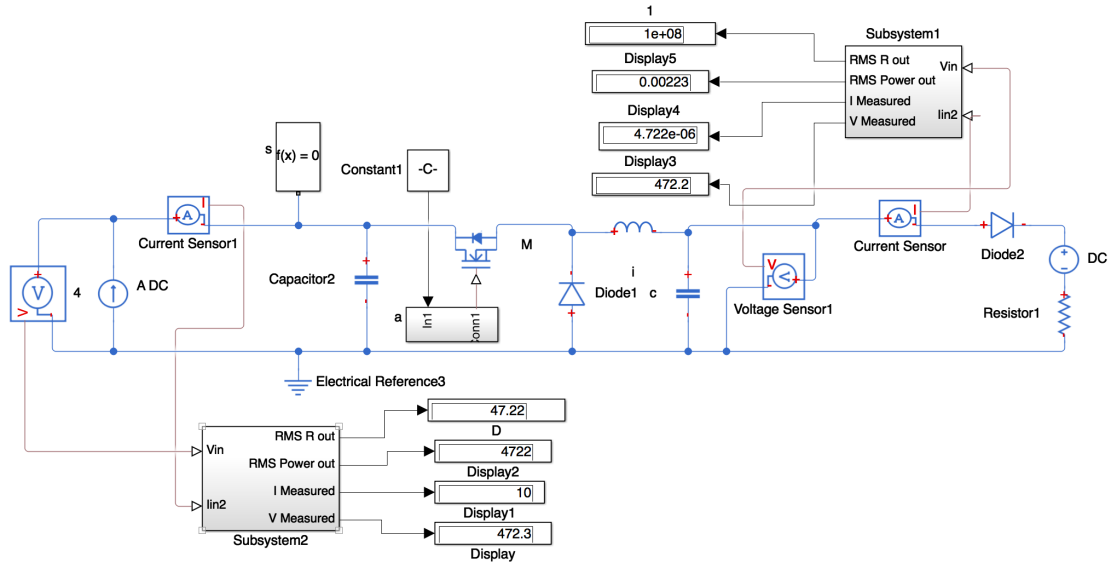 1
1e+08
Display5
0.00223
Display4
4.722e-06
Display3
472.2
Subsystem1
RMS R out
RMS Power out
I Measured
V Measured
Vin
Iin2
s
f(x) = 0
Constant1
-C-
A
I
Current Sensor1
V
V
4
A DC
Capacitor2
M
a
In1
Conn1
Diode1
i
c
V
V
Voltage Sensor1
A
I
Current Sensor
Diode2
DC
Resistor1
Electrical Reference3
Vin
Iin2
RMS R out
RMS Power out
I Measured
V Measured
Subsystem2
47.22
D
4722
Display2
10
Display1
472.3
Display